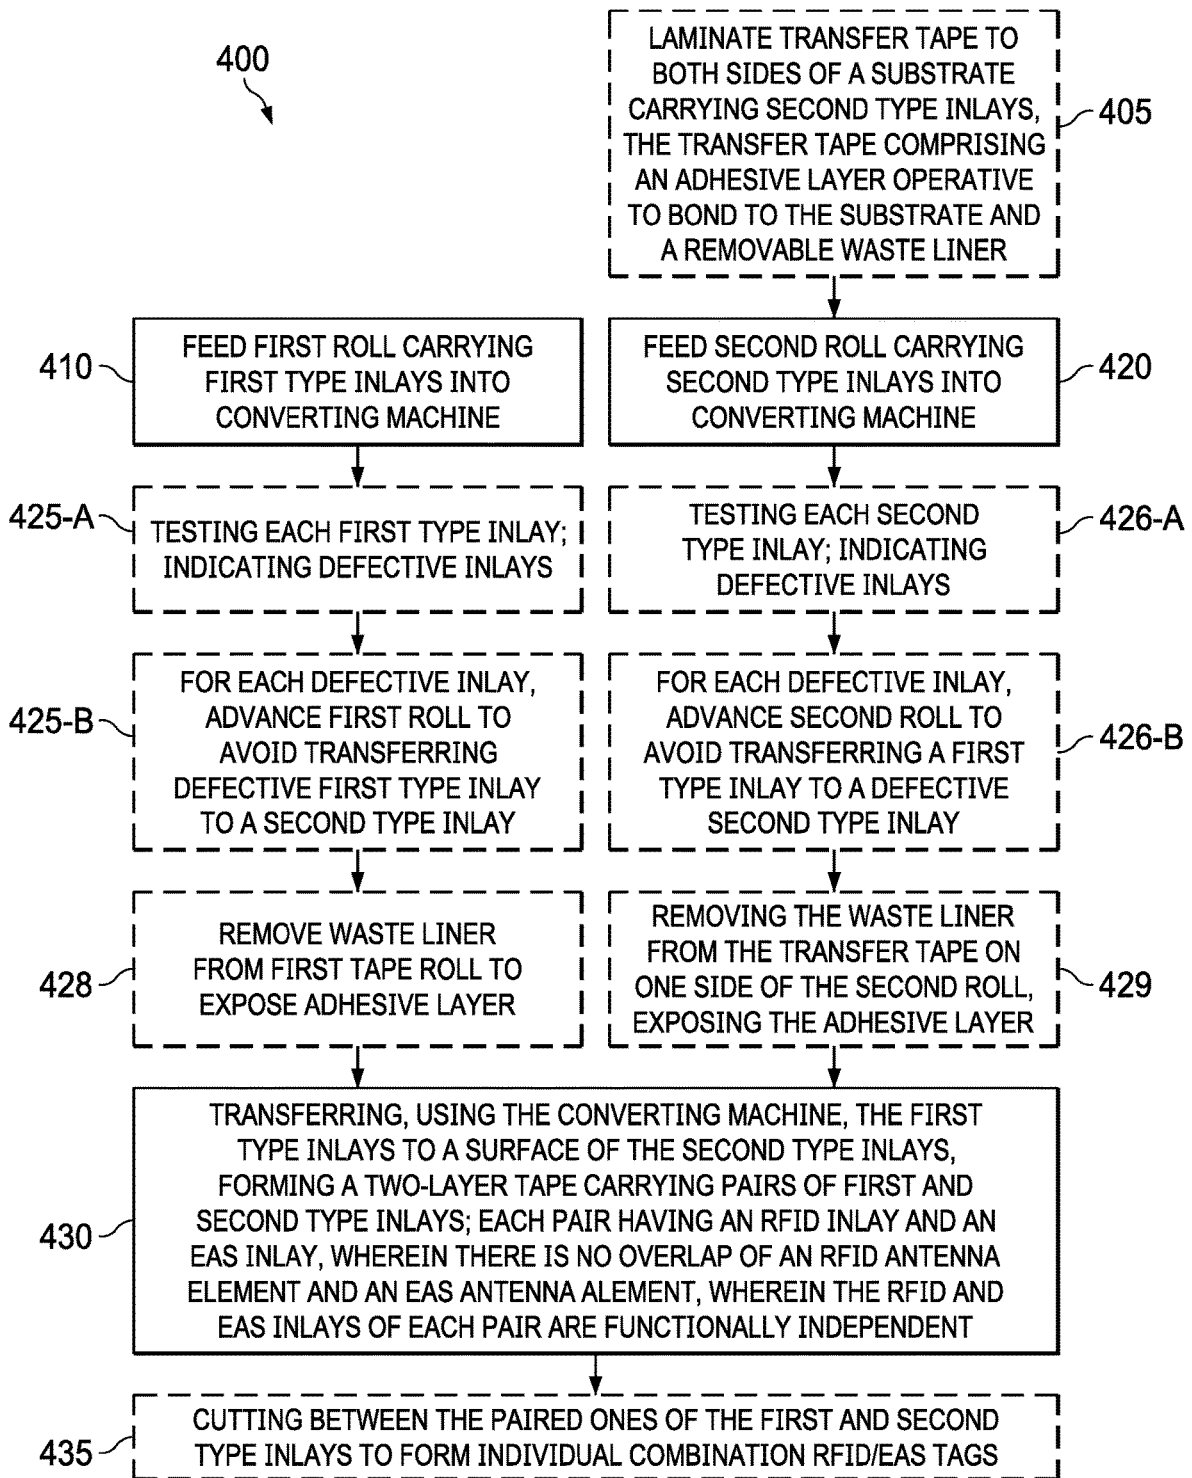 400
LAMINATE TRANSFER TAPE TO
BOTH SIDES OF A SUBSTRATE
CARRYING SECOND TYPE INLAYS,
THE TRANSFER TAPE COMPRISING
AN ADHESIVE LAYER OPERATIVE
TO BOND TO THE SUBSTRATE AND
A REMOVABLE WASTE LINER
405
410
FEED FIRST ROLL CARRYING
FIRST TYPE INLAYS INTO
CONVERTING MACHINE
FEED SECOND ROLL CARRYING
SECOND TYPE INLAYS INTO
CONVERTING MACHINE
420
425-A
TESTING EACH FIRST TYPE INLAY;
INDICATING DEFECTIVE INLAYS
TESTING EACH SECOND
TYPE INLAY; INDICATING
DEFECTIVE INLAYS
426-A
425-B
FOR EACH DEFECTIVE INLAY,
ADVANCE FIRST ROLL TO
AVOID TRANSFERRING
DEFECTIVE FIRST TYPE INLAY
TO A SECOND TYPE INLAY
FOR EACH DEFECTIVE INLAY,
ADVANCE SECOND ROLL TO
AVOID TRANSFERRING A FIRST
TYPE INLAY TO A DEFECTIVE
SECOND TYPE INLAY
426-B
428
REMOVE WASTE LINER
FROM FIRST TAPE ROLL TO
EXPOSE ADHESIVE LAYER
REMOVING THE WASTE LINER
FROM THE TRANSFER TAPE ON
ONE SIDE OF THE SECOND ROLL,
EXPOSING THE ADHESIVE LAYER
429
430
TRANSFERRING, USING THE CONVERTING MACHINE, THE FIRST
TYPE INLAYS TO A SURFACE OF THE SECOND TYPE INLAYS,
FORMING A TWO-LAYER TAPE CARRYING PAIRS OF FIRST AND
SECOND TYPE INLAYS; EACH PAIR HAVING AN RFID INLAY AND AN
EAS INLAY, WHEREIN THERE IS NO OVERLAP OF AN RFID ANTENNA
ELEMENT AND AN EAS ANTENNA ALEMENT, WHEREIN THE RFID AND
EAS INLAYS OF EACH PAIR ARE FUNCTIONALLY INDEPENDENT
435
CUTTING BETWEEN THE PAIRED ONES OF THE FIRST AND SECOND
TYPE INLAYS TO FORM INDIVIDUAL COMBINATION RFID/EAS TAGS